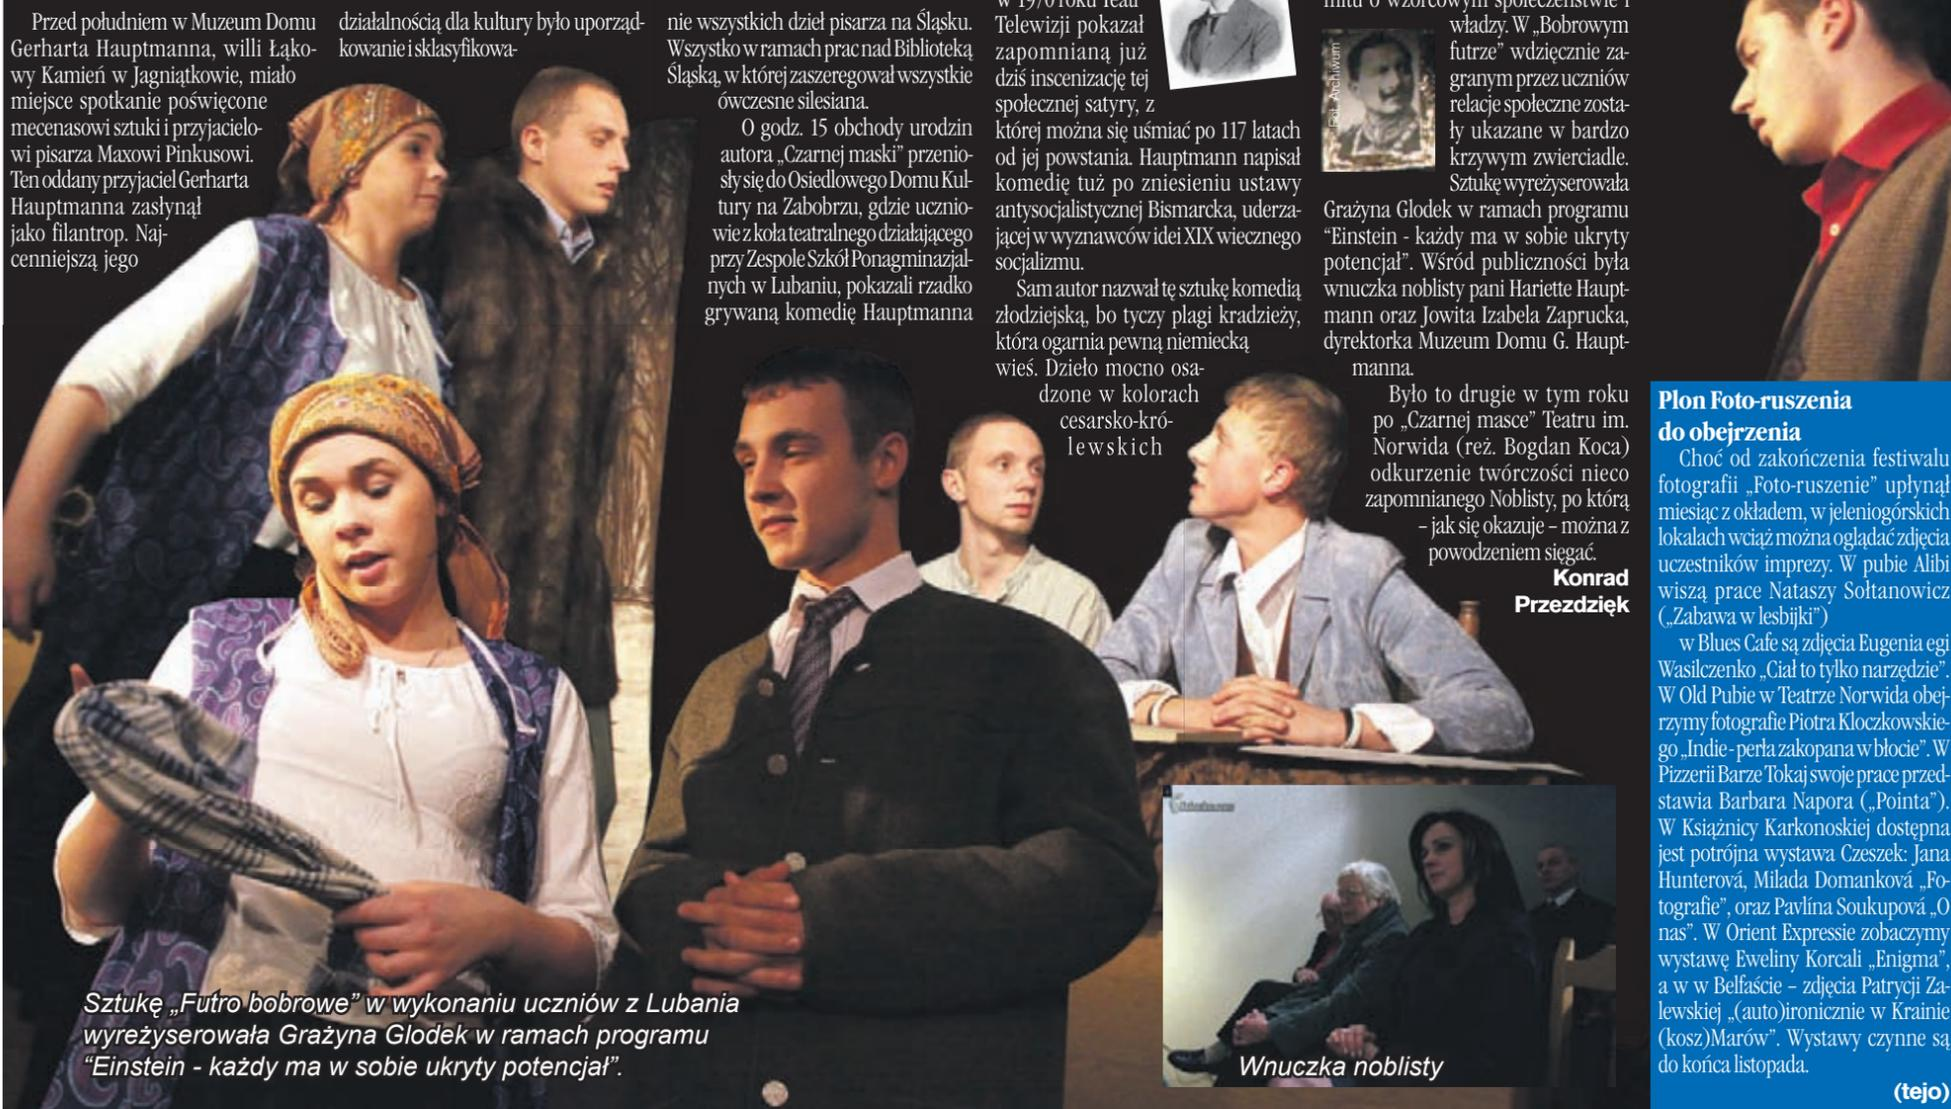 Przed południem w Muzeum Domu
Gerharta Hauptmanna, willi Łąko-
wy Kamień w Jagniątkowie, miało
miejsce spotkanie poświęcone
mecenasowi sztuki i przyjacielo-
wi pisarza Maxowi Pinkusowi.
Ten oddany przyjaciel Gerharta
Hauptmanna zasłynął
jako filantrop. Naj-
cenniejszą jego
działalnością dla kultury było uporząd-
kowanie i sklasyfikowa-
nie wszystkich dzieł pisarza na Śląsku.
Wszystko w ramach prac nad Biblioteką
Śląską, w której zaszeregował wszystkie
ówczesne silesiana.
O godz. 15 obchody urodzin
autora „Czarnej maski” przenio-
sły się do Osiedlowego Domu Kul-
tury na Zabobrzu, gdzie ucznio-
wie z koła teatralnego działającego
przy Zespole Szkół Ponagminazjal-
nych w Lubaniu, pokazali rzadko
grywaną komedię Hauptmanna
w 1970 roku Teatr
Telewizji pokazał
zapomnianą już
dziś inscenizację tej
społecznej satyry, z
której można się uśmiać po 117 latach
od jej powstania. Hauptmann napisał
komedię tuż po zniesieniu ustawy
antysocjalistycznej Bismarcka, uderza-
jącej w wyznawców idei XIX wiecznego
socjalizmu.
Sam autor nazwał tę sztukę komedią
złodziejską, bo tyczy plagi kradzieży,
która ogarnia pewną niemiecką
wieś. Dzieło mocno osa-
dzone w kolorach
cesarsko-kró-
lewskich
mitu o wzorcowym społeczeństwie i
władzy. W „Bobrowym
futrze” wdzięcznie za-
granym przez uczniów
relacje społeczne zosta-
ły ukazane w bardzo
krzywym zwierciadle.
Sztukę wyreżyserowała
Grażyna Glodek w ramach programu
“Einstein - każdy ma w sobie ukryty
potencjał”. Wśród publiczności była
wnuczka noblisty pani Hariette Haupt-
mann oraz Jowita Izabela Zaprucka,
dyrektorka Muzeum Domu G. Haupt-
manna.
Było to drugie w tym roku
po „Czarnej masce” Teatru im.
Norwida (reż. Bogdan Koca)
odkurzenie twórczości nieco
zapomnianego Noblisty, po którą
– jak się okazuje – można z
powodzeniem sięgać.
Konrad
Przezdzięk
Fot. Archiwum
Plon Foto-ruszenia
do obejrzenia
Choć od zakończenia festiwalu
fotografii „Foto-ruszenie” upłynął
miesiąc z okładem, w jeleniogórskich
lokalach wciąż można oglądać zdjęcia
uczestników imprezy. W pubie Alibi
wiszą prace Nataszy Sołtanowicz
(„Zabawa w lesbijki”)
w Blues Cafe są zdjęcia Eugenia egi
Wasilczenko „Ciał to tylko narzędzie”.
W Old Pubie w Teatrze Norwida obej-
rzymy fotografie Piotra Kloczkowskie-
go „Indie - perła zakopana w błocie”. W
Pizzerii Barze Tokaj swoje prace przed-
stawia Barbara Napora („Pointa”).
W Książnicy Karkonoskiej dostępna
jest potrójna wystawa Czeszek: Jana
Hunterová, Milada Domanková „Fo-
tografie”, oraz Pavlína Soukupová „O
nas”. W Orient Expressie zobaczymy
wystawę Eweliny Korcali „Enigma”,
a w w Belfaście – zdjęcia Patrycji Za-
lewskiej „(auto)ironicznie w Krainie
(kosz)Marów”. Wystawy czynne są
do końca listopada.
(tejo)
Sztukę „Futro bobrowe” w wykonaniu uczniów z Lubania
wyreżyserowała Grażyna Glodek w ramach programu
“Einstein - każdy ma w sobie ukryty potencjał”.
Wnuczka noblisty